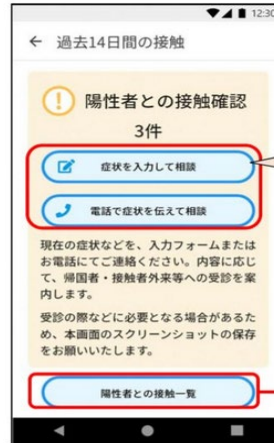 12:30
← 過去14日間の接触
陽性者との接触確認
3件
症状を入力して相談
電話で症状を伝えて相談
現在の症状などを、入力フォームまたは
お電話にてご連絡ください。内容に応じ
て、帰国者・接触者外来等への受診を案
内します。
受診の際などに必要となる場合があるた
め、本画面のスクリーンショットの保存
をお願いいたします。
陽性者との接触一覧